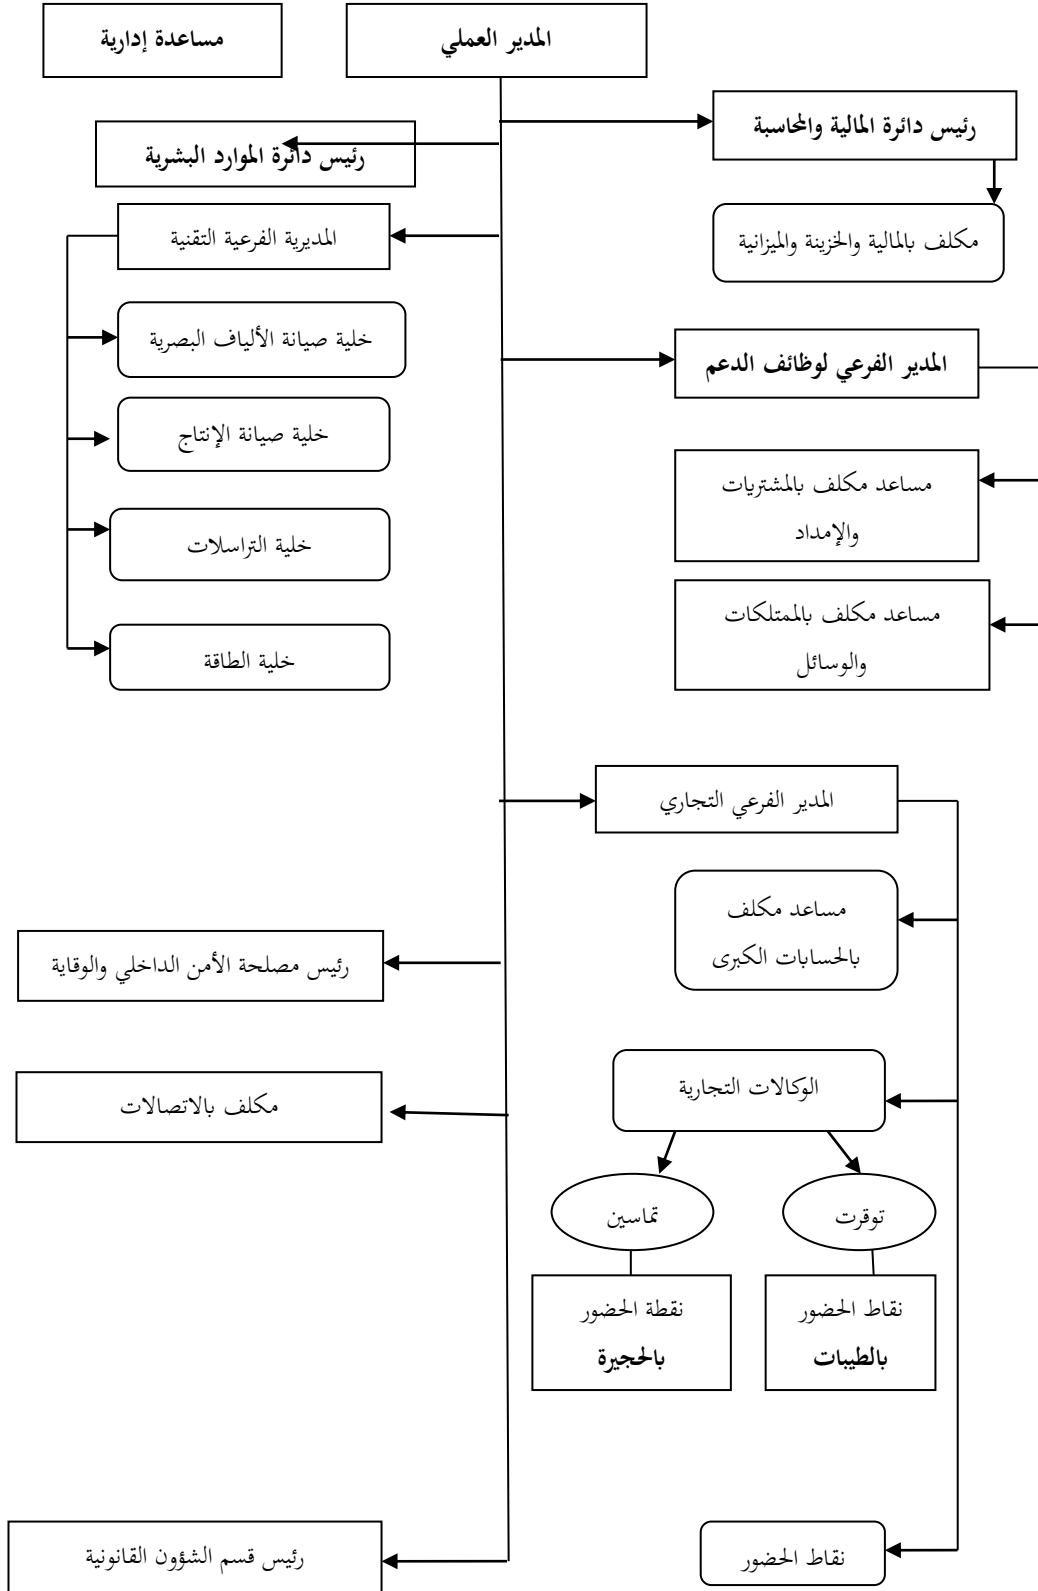 المدير العملي
مساعدة إدارية
رئيس دائرة المالية والمحاسبة
رئيس دائرة الموارد البشرية
مكلف بالمالية والخزينة والميزانية
المديرية الفرعية التقنية
خلية صيانة الألياف البصرية
المدير الفرعي لوظائف الدعم
خلية صيانة الإنتاج
مساعد مكلف بالمشتريات
والإمداد
خلية التراسلات
مساعد مكلف بالممتلكات
والوسائل
خلية الطاقة
المدير الفرعي التجاري
مساعد مكلف
بالحسابات الكبرى
رئيس مصلحة الأمن الداخلي والوقاية
الوكالات التجارية
مكلف بالاتصالات
توقرت
تماسين
نقاط الحضور
بالطيبات
نقطة الحضور
بالحجيرة
نقاط الحضور
رئيس قسم الشؤون القانونية